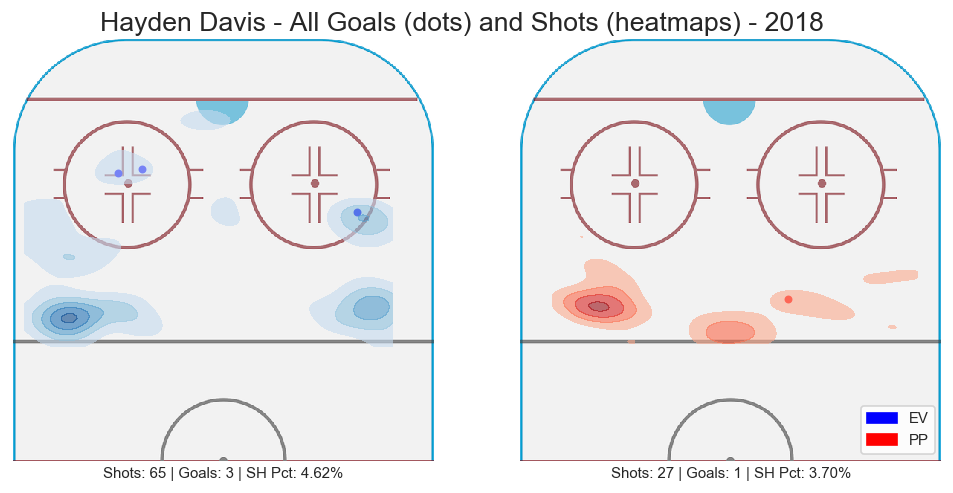 Hayden Davis - All Goals (dots) and Shots (heatmaps) - 2018
EV
PP
Shots: 65 | Goals: 3 | SH Pct: 4.62%
Shots: 27 | Goals: 1 | SH Pct: 3.70%